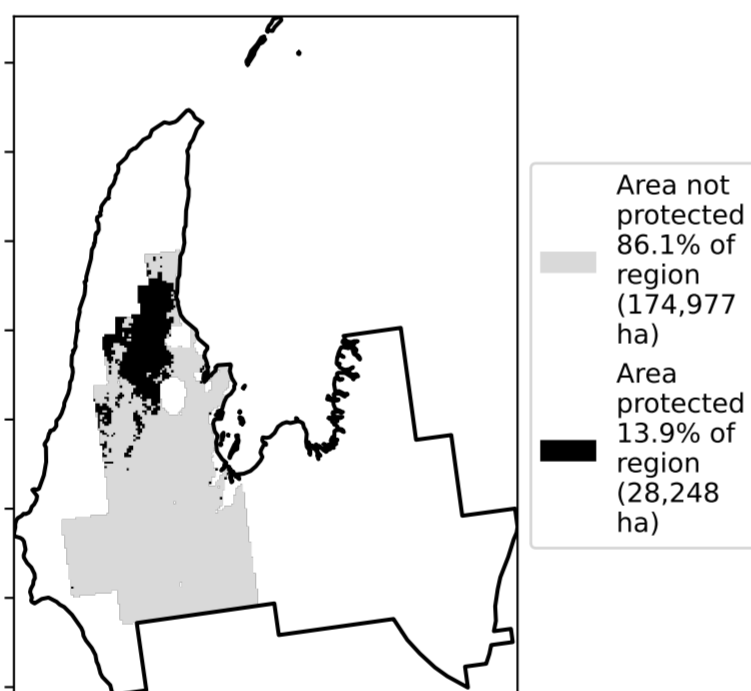 Area not
protected
86.1% of
region
(174,977
ha)
Area
protected
13.9% of
region
(28,248
ha)